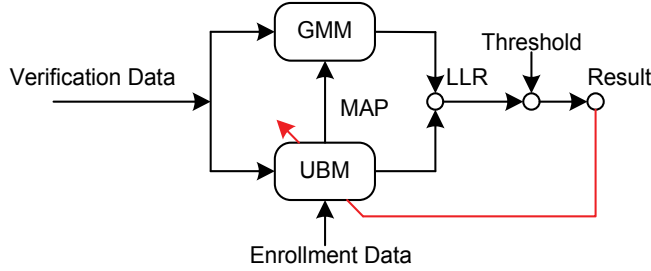 GMM
Threshold
Verification Data
LLR
Result
MAP
UBM
Enrollment Data